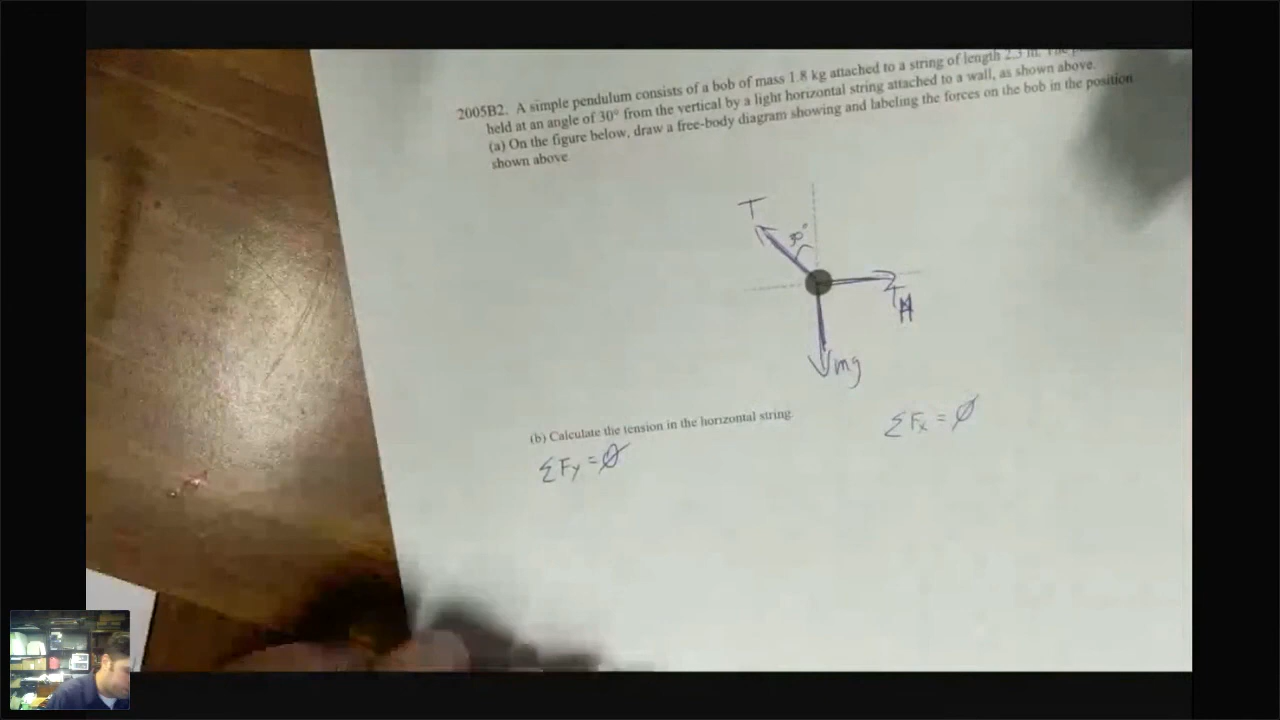 2005B2. A simple pendulum consists of a bob of mass 1.8 kg attached to a string of length 2.3 m. The
held at an angle of 30° from the vertical by a light horizontal string attached to a wall, as shown above.
(a) On the figure below, draw a free-body diagram showing and labeling the forces on the bob in the position
shown above.
T
30°
T_H
mg
(b) Calculate the tension in the horizontal string.
ΣFy = ∅
ΣFx = ∅